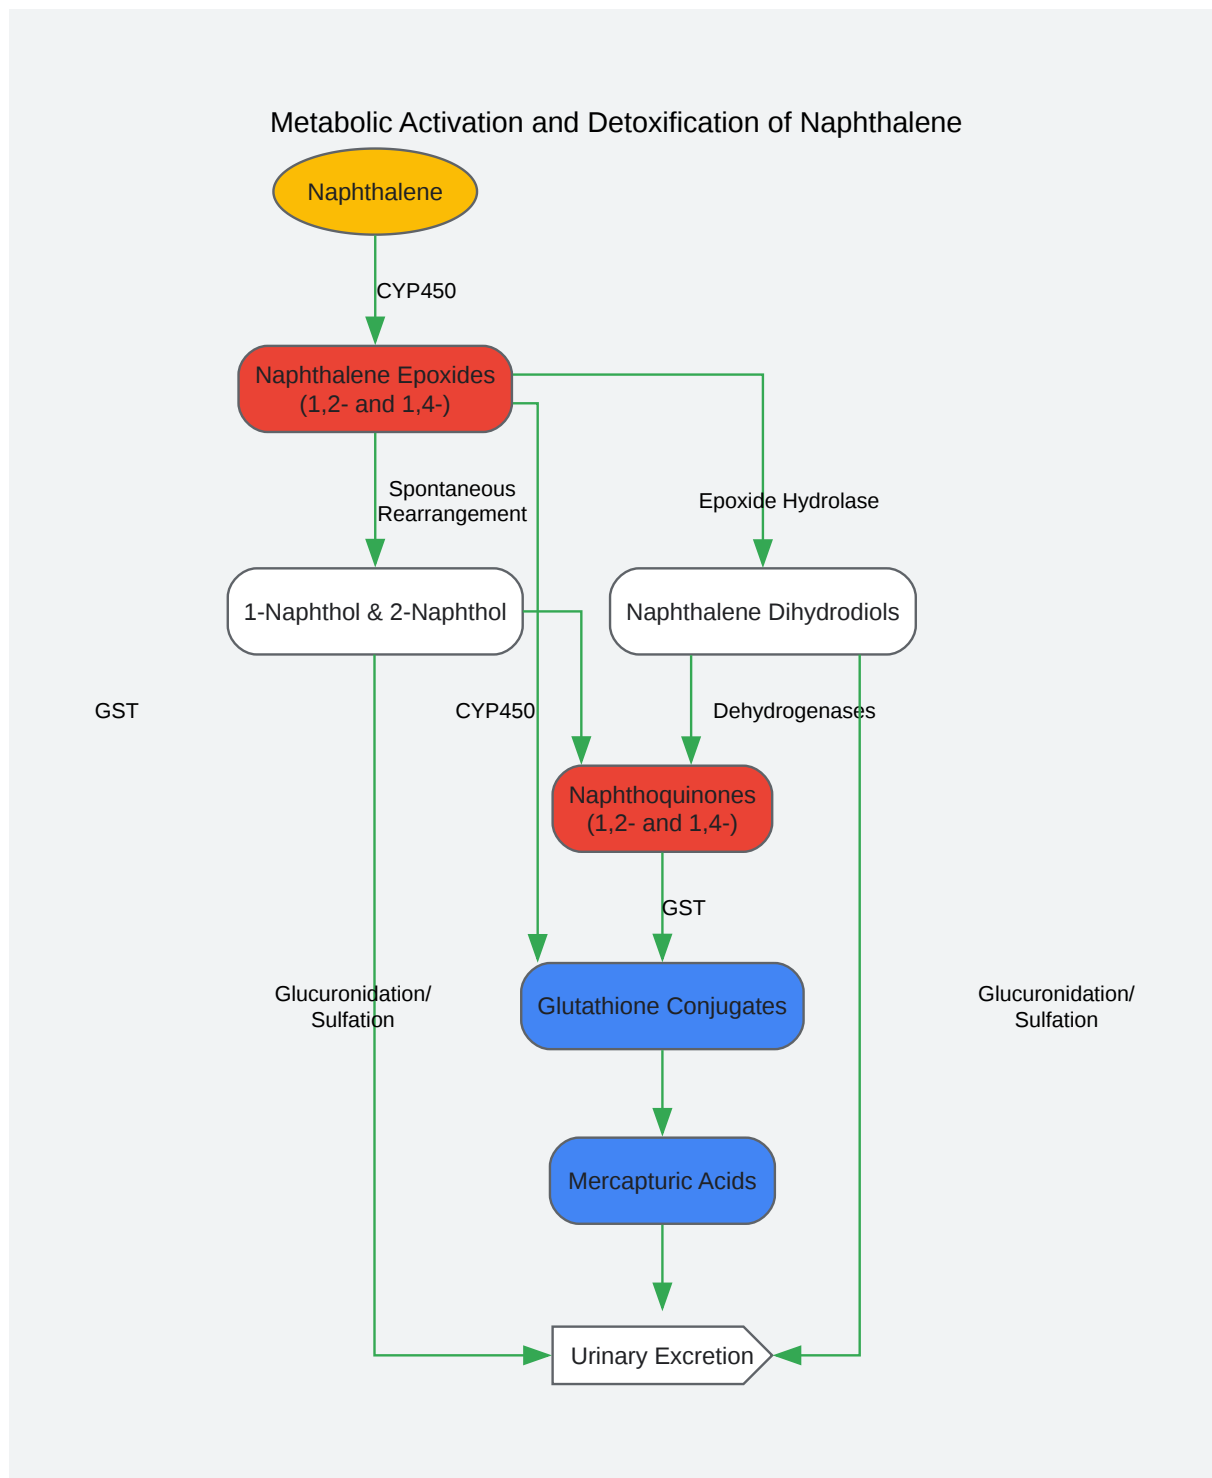 Metabolic Activation and Detoxification of Naphthalene
Naphthalene
CYP450
Naphthalene Epoxides
(1,2- and 1,4-)
Spontaneous
Rearrangement
Epoxide Hydrolase
1-Naphthol & 2-Naphthol
Naphthalene Dihydrodiols
GST
CYP450
Dehydrogenases
Naphthoquinones
(1,2- and 1,4-)
GST
Glucuronidation/
Sulfation
Glutathione Conjugates
Glucuronidation/
Sulfation
Mercapturic Acids
Urinary Excretion